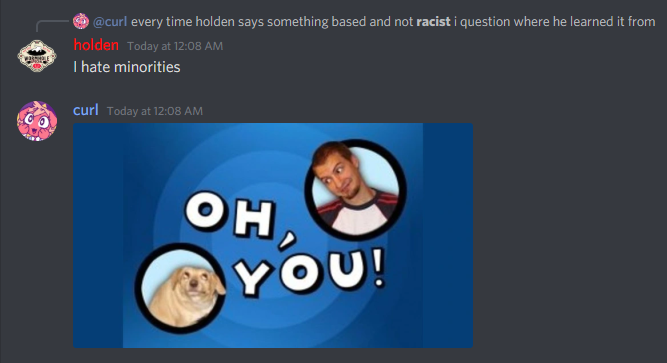 @curl every time holden says something based and not racist i question where he learned it from
holden Today at 12:08 AM
I hate minorities
curl Today at 12:08 AM
OH,
YOU!